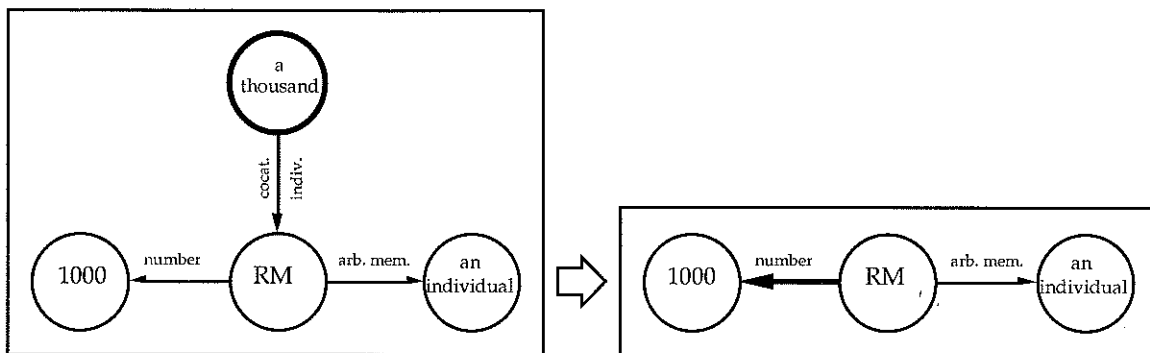 a
thousand
cocat.
indiv.
1000
number
RM
arb. mem.
an
individual
1000
number
RM
arb. mem.
an
individual